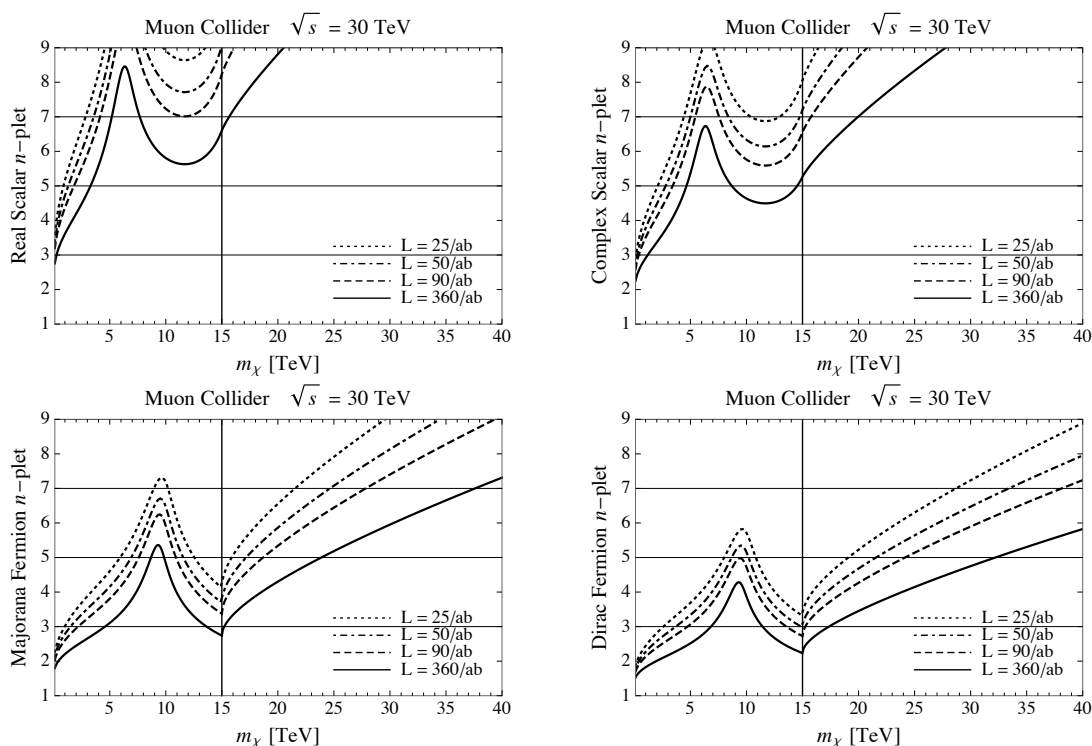 Muon Collider √s = 30 TeV
Real Scalar n-plet
9
8
7
6
5
4
3
2
1
L = 25/ab
L = 50/ab
L = 90/ab
L = 360/ab
5 10 15 20 25 30 35 40
mχ [TeV]
Muon Collider √s = 30 TeV
Complex Scalar n-plet
9
8
7
6
5
4
3
2
1
L = 25/ab
L = 50/ab
L = 90/ab
L = 360/ab
5 10 15 20 25 30 35 40
mχ [TeV]
Muon Collider √s = 30 TeV
Majorana Fermion n-plet
9
8
7
6
5
4
3
2
1
L = 25/ab
L = 50/ab
L = 90/ab
L = 360/ab
5 10 15 20 25 30 35 40
mχ [TeV]
Muon Collider √s = 30 TeV
Dirac Fermion n-plet
9
8
7
6
5
4
3
2
1
L = 25/ab
L = 50/ab
L = 90/ab
L = 360/ab
5 10 15 20 25 30 35 40
mχ [TeV]